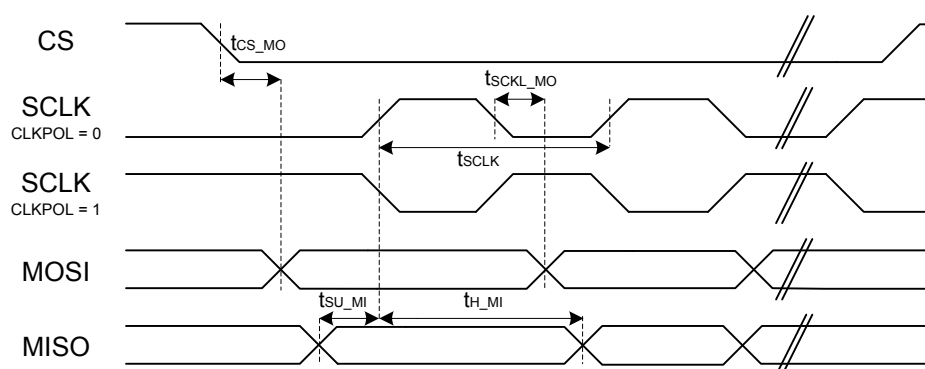 CS
tCS_MO
SCLK
CLKPOL = 0
tSCKL_MO
tSCLK
SCLK
CLKPOL = 1
MOSI
tSU_MI
tH_MI
MISO